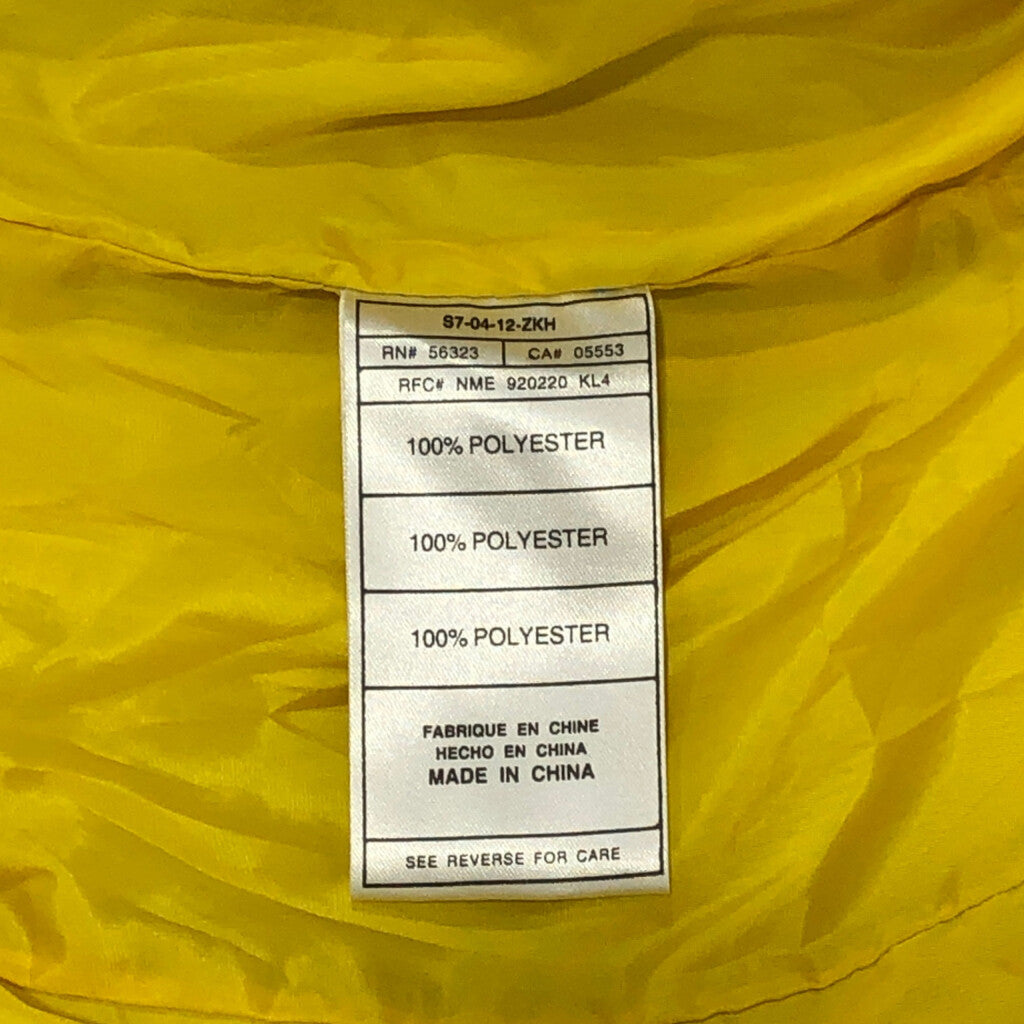 S7-04-12-ZKH
RN# 56323 CA# 05553
RFC# NME 920220 KL4
100% POLYESTER
100% POLYESTER
100% POLYESTER
FABRIQUE EN CHINE
HECHO EN CHINA
MADE IN CHINA
SEE REVERSE FOR CARE